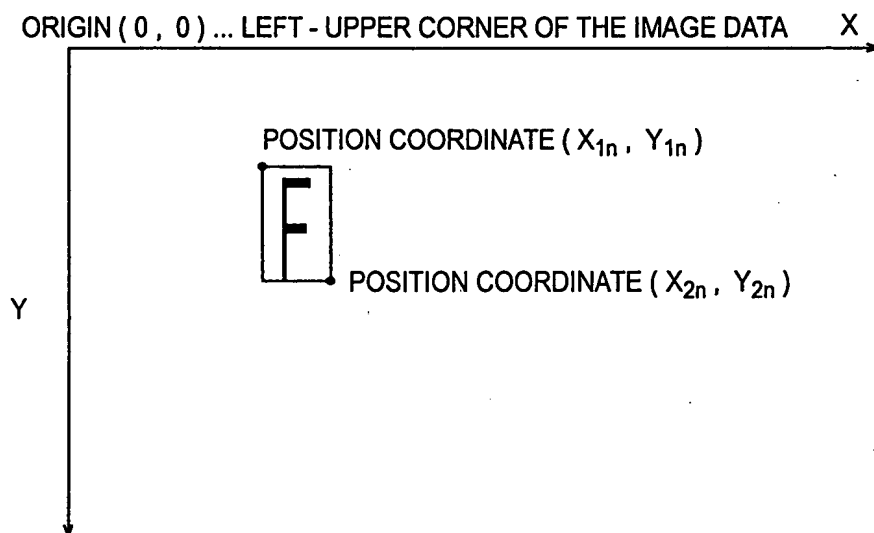 ORIGIN ( 0 , 0 ) ... LEFT - UPPER CORNER OF THE IMAGE DATA X
POSITION COORDINATE ( X1n , Y1n )
F
POSITION COORDINATE ( X2n , Y2n )
Y